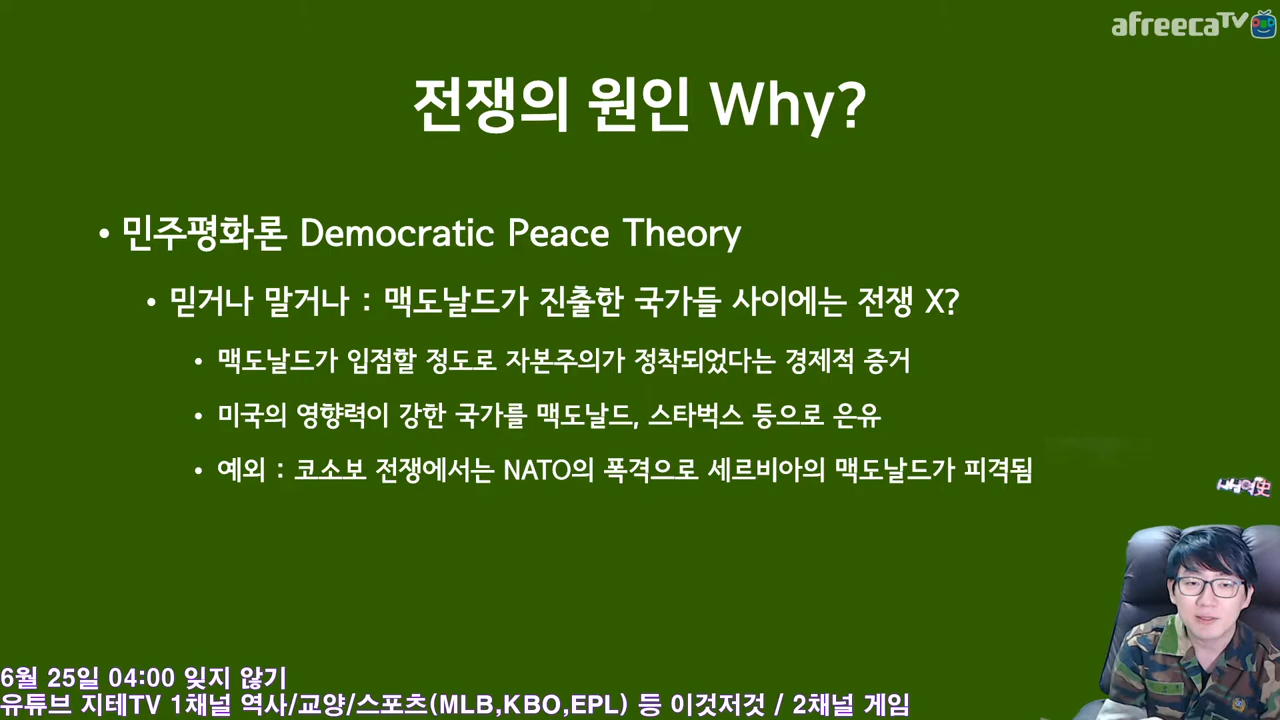 afreecaTV
전쟁의 원인 Why?
• 민주평화론 Democratic Peace Theory
• 믿거나 말거나 : 맥도날드가 진출한 국가들 사이에는 전쟁 X?
• 맥도날드가 입점할 정도로 자본주의가 정착되었다는 경제적 증거
• 미국의 영향력이 강한 국가를 맥도날드, 스타벅스 등으로 은유
• 예외 : 코소보 전쟁에서는 NATO의 폭격으로 세르비아의 맥도날드가 피격됨
6월 25일 04:00 잊지 않기
유튜브 지테TV 1채널 역사/교양/스포츠(MLB,KBO,EPL) 등 이것저것 / 2채널 게임